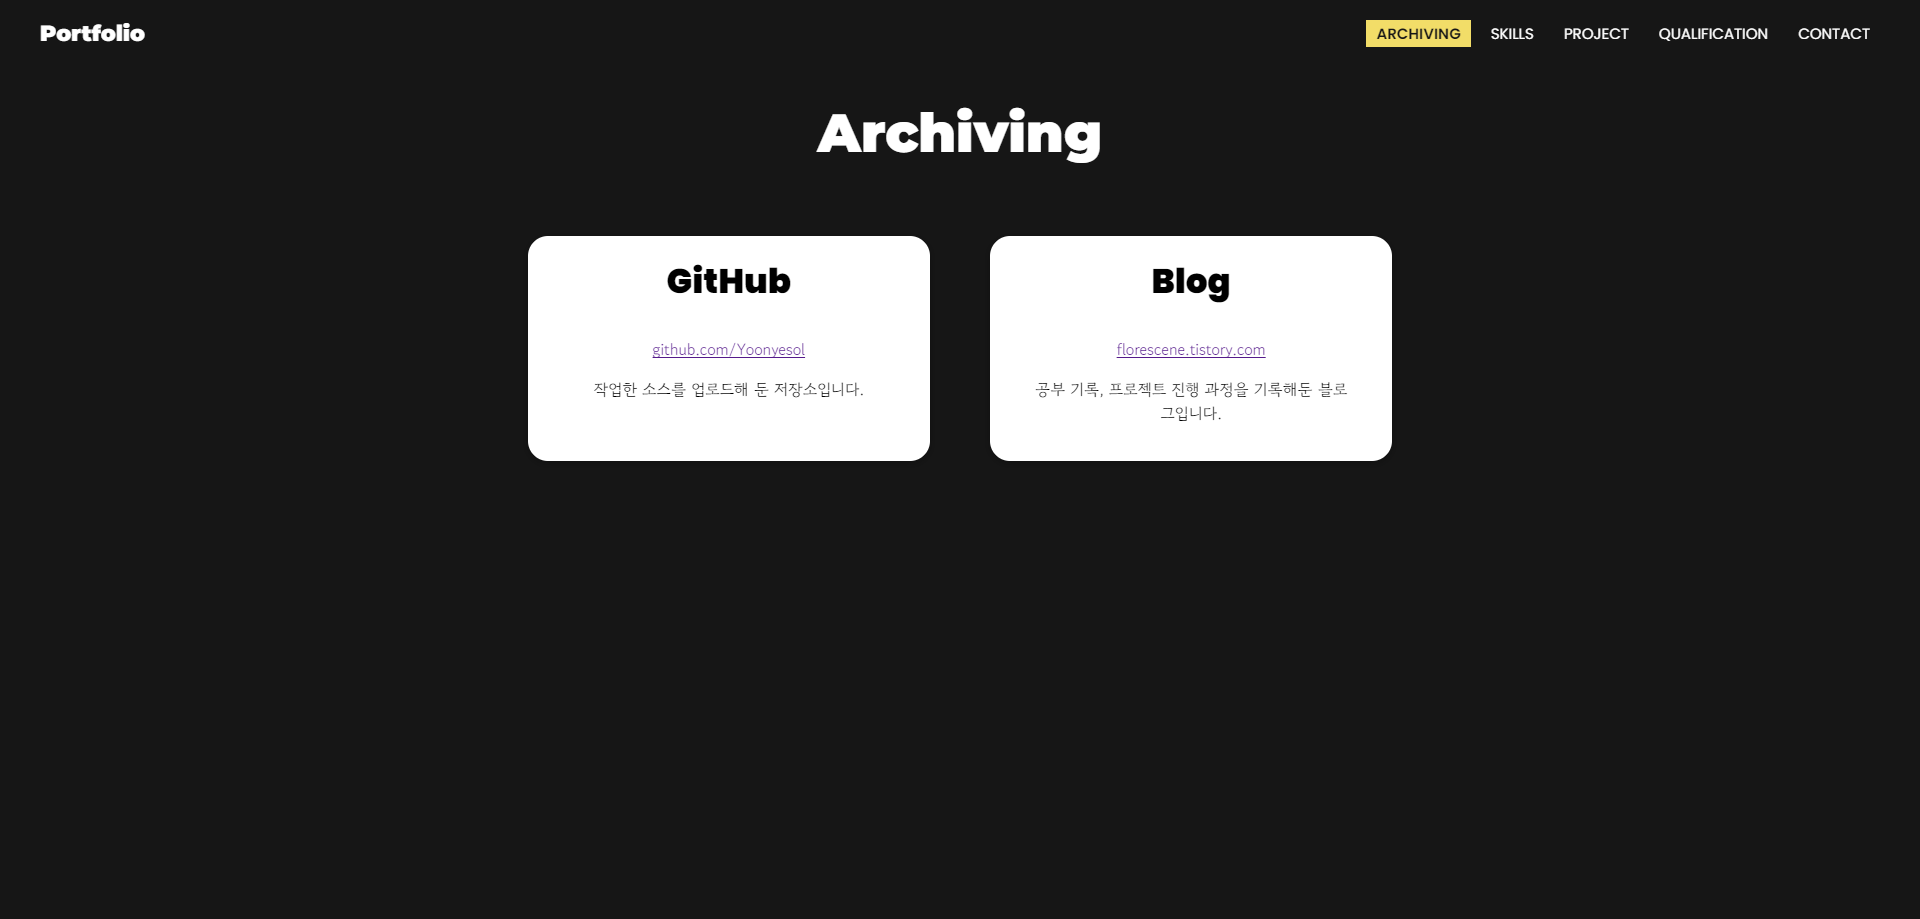 Portfolio
ARCHIVING SKILLS PROJECT QUALIFICATION CONTACT
Archiving
GitHub
github.com/Yoonyesol
작업한 소스를 업로드해 둔 저장소입니다.
Blog
florescene.tistory.com
공부 기록, 프로젝트 진행 과정을 기록해둔 블로
그입니다.